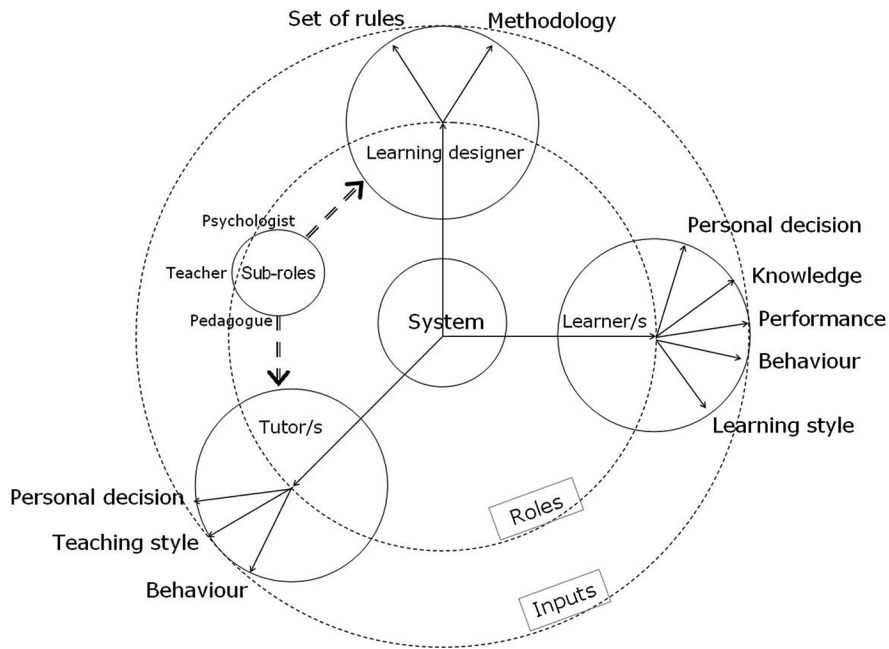 Set of rules
Methodology
Learning designer
Psychologist
Teacher
Sub-roles
Pedagogue
System
Learner/s
Personal decision
Knowledge
Performance
Behaviour
Learning style
Tutor/s
Personal decision
Teaching style
Behaviour
Roles
Inputs